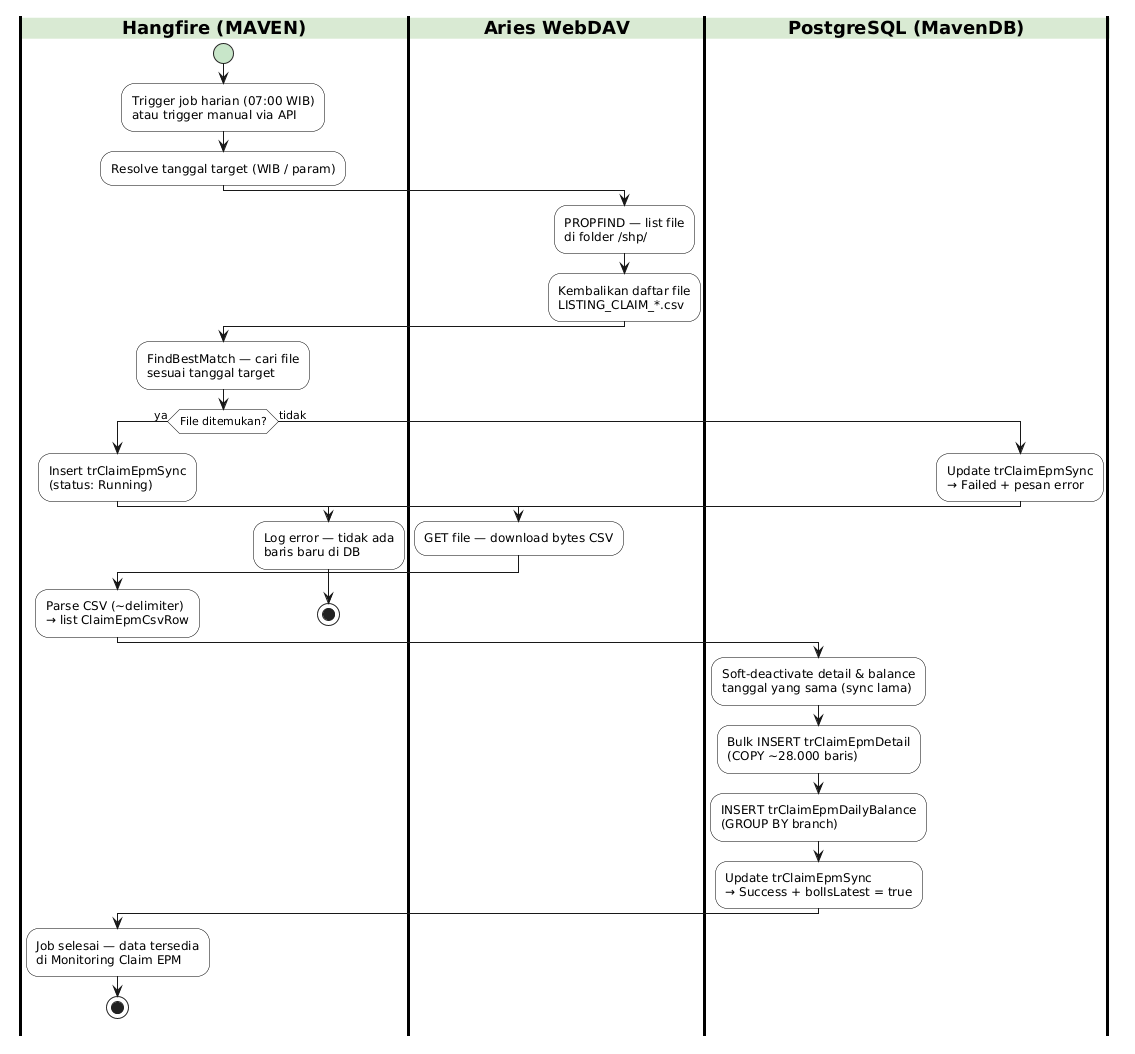 Hangfire (MAVEN)
Aries WebDAV
PostgreSQL (MavenDB)
Trigger job harian (07:00 WIB)
atau trigger manual via API
Resolve tanggal target (WIB / param)
PROPFIND — list file
di folder /shp/
Kembalikan daftar file
LISTING_CLAIM_*.csv
FindBestMatch — cari file
sesuai tanggal target
ya
File ditemukan?
tidak
Insert trClaimEpmSync
(status: Running)
Update trClaimEpmSync
→ Failed + pesan error
Log error — tidak ada
baris baru di DB
GET file — download bytes CSV
Parse CSV (~delimiter)
→ list ClaimEpmCsvRow
Soft-deactivate detail & balance
tanggal yang sama (sync lama)
Bulk INSERT trClaimEpmDetail
(COPY ~28.000 baris)
INSERT trClaimEpmDailyBalance
(GROUP BY branch)
Update trClaimEpmSync
→ Success + bolIsLatest = true
Job selesai — data tersedia
di Monitoring Claim EPM